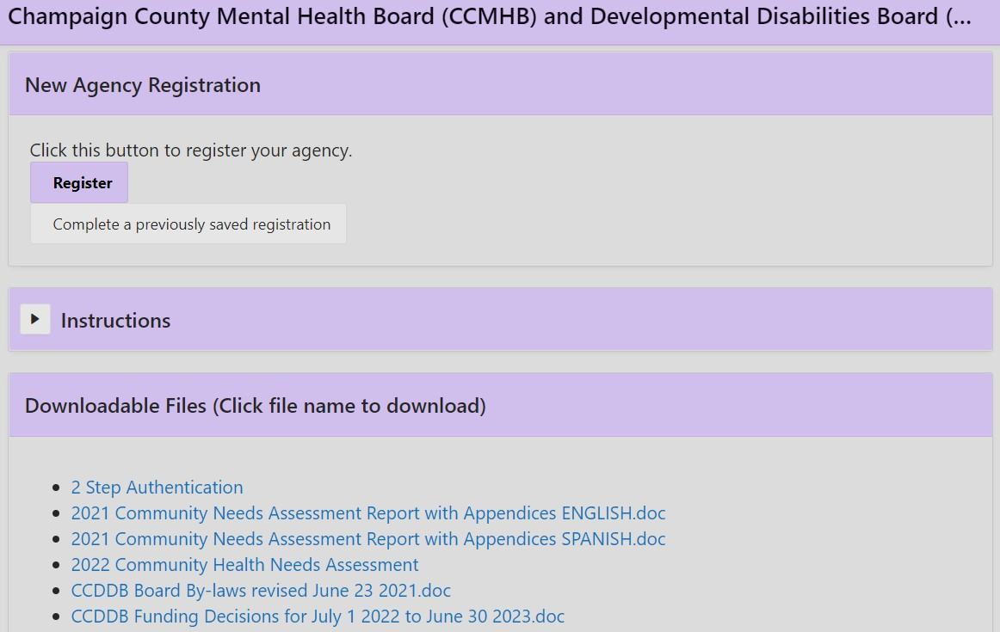 Champaign County Mental Health Board (CCMHB) and Developmental Disabilities Board (...
New Agency Registration
Click this button to register your agency.
Register
Complete a previously saved registration
Instructions
Downloadable Files (Click file name to download)
2 Step Authentication
2021 Community Needs Assessment Report with Appendices ENGLISH.doc
2021 Community Needs Assessment Report with Appendices SPANISH.doc
2022 Community Health Needs Assessment
CCDDB Board By-laws revised June 23 2021.doc
CCDDB Funding Decisions for July 1 2022 to June 30 2023.doc